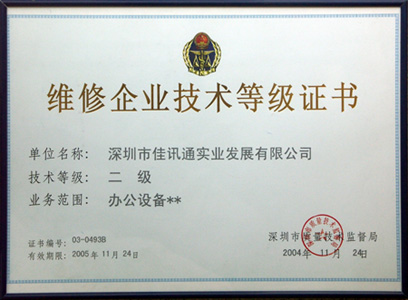 维修企业技术等级证书
单位名称: 深圳市佳讯通实业发展有限公司
技术等级: 二 级
业务范围: 办公设备**
证书编号: 03-0493B
有效期限: 2005年11月24日
深圳市质量技术监督局
2004年 11月 24日